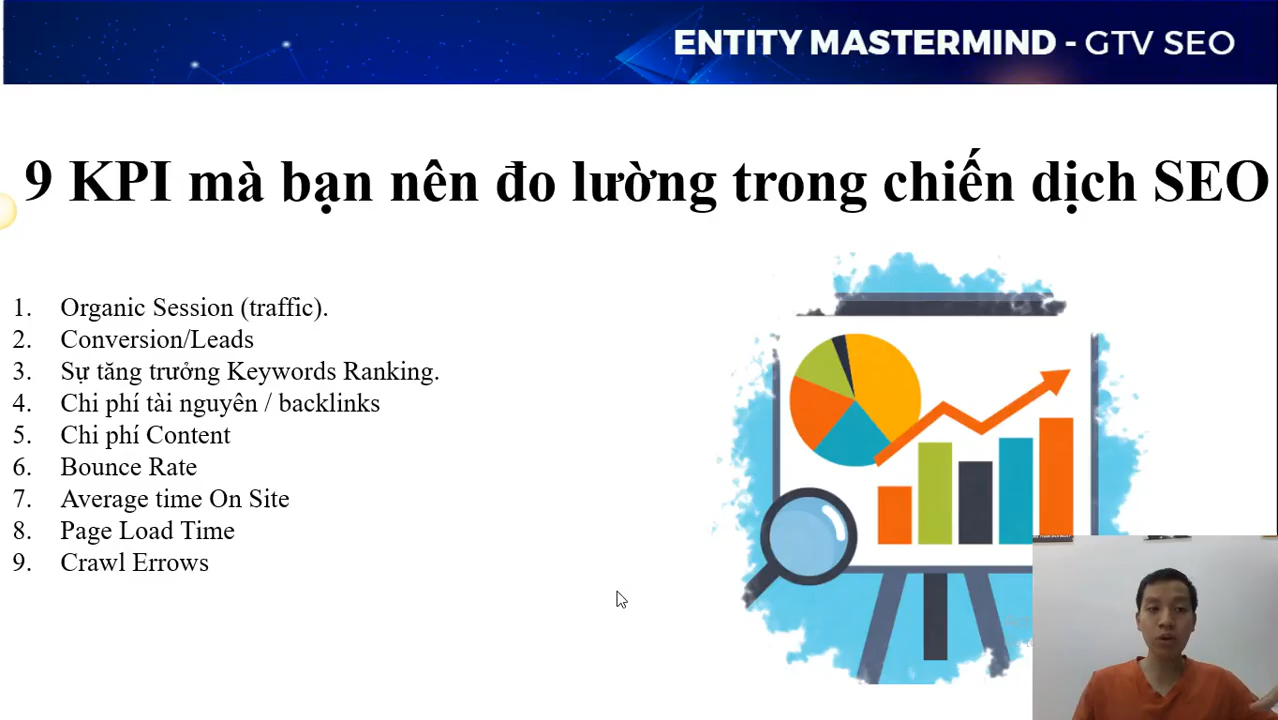 ENTITY MASTERMIND - GTV SEO
9 KPI mà bạn nên đo lường trong chiến dịch SEO
1. Organic Session (traffic).
2. Conversion/Leads
3. Sự tăng trưởng Keywords Ranking.
4. Chi phí tài nguyên / backlinks
5. Chi phí Content
6. Bounce Rate
7. Average time On Site
8. Page Load Time
9. Crawl Errows